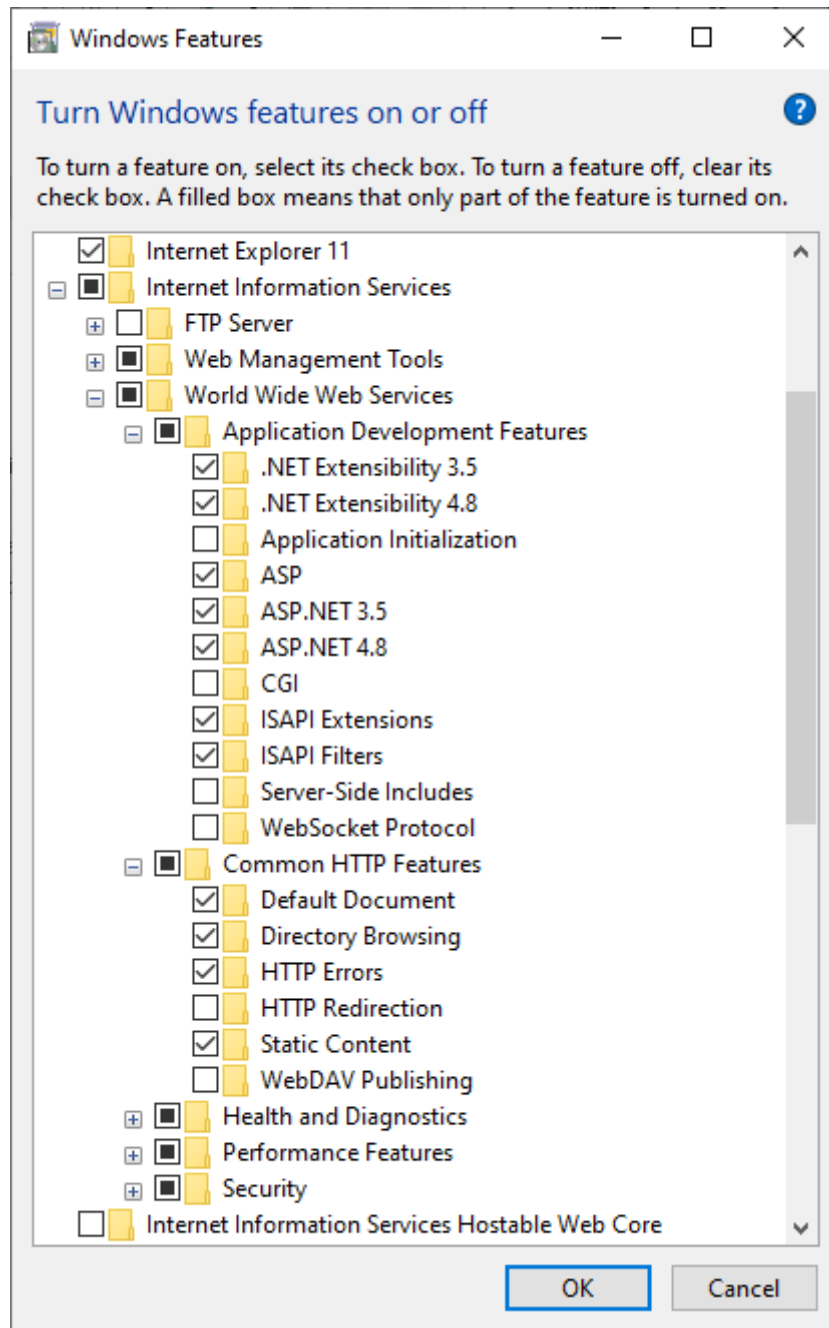 Windows Features
Turn Windows features on or off
To turn a feature on, select its check box. To turn a feature off, clear its
check box. A filled box means that only part of the feature is turned on.
Internet Explorer 11
Internet Information Services
FTP Server
Web Management Tools
World Wide Web Services
Application Development Features
.NET Extensibility 3.5
.NET Extensibility 4.8
Application Initialization
ASP
ASP.NET 3.5
ASP.NET 4.8
CGI
ISAPI Extensions
ISAPI Filters
Server-Side Includes
WebSocket Protocol
Common HTTP Features
Default Document
Directory Browsing
HTTP Errors
HTTP Redirection
Static Content
WebDAV Publishing
Health and Diagnostics
Performance Features
Security
Internet Information Services Hostable Web Core
OK
Cancel